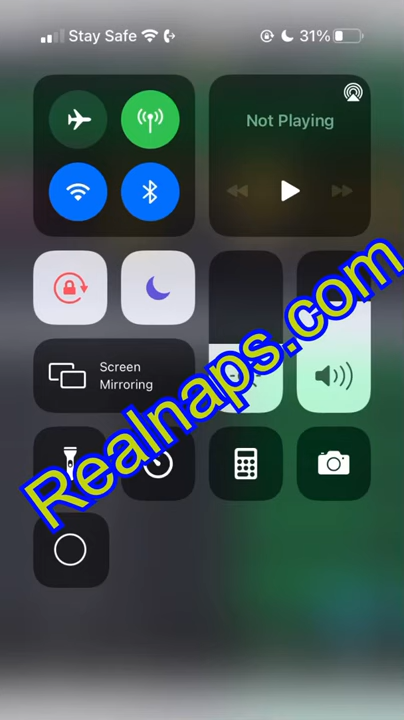 Stay Safe
31%
Not Playing
Screen
Mirroring
Realnaps.com